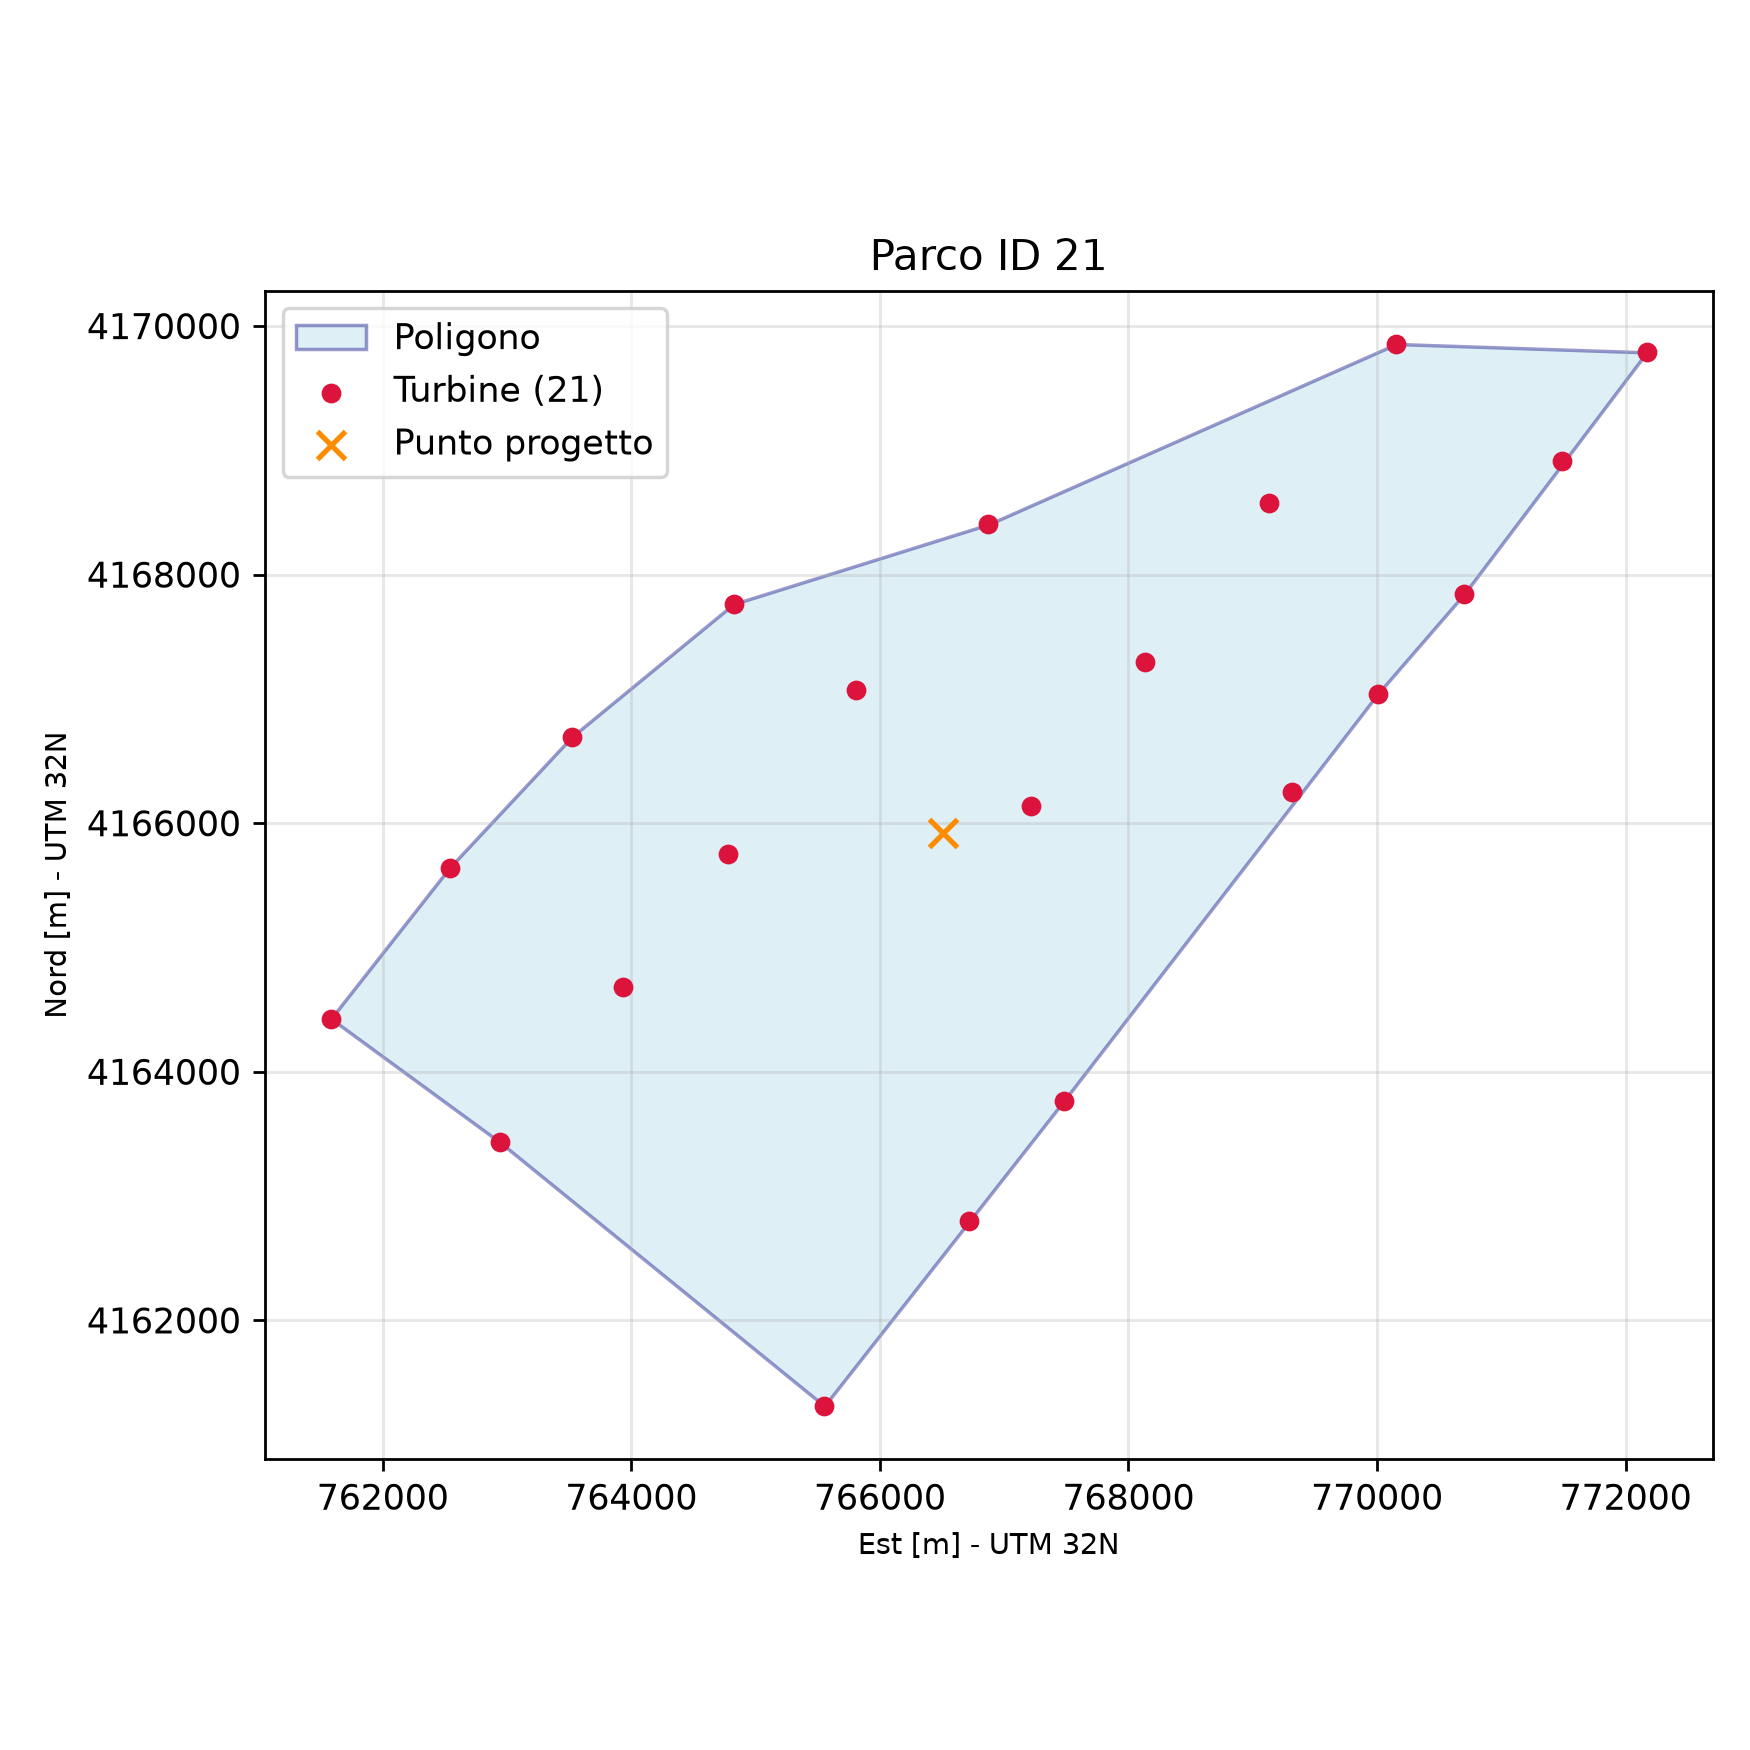 Parco ID 21
Poligono
Turbine (21)
Punto progetto
4170000
4168000
4166000
4164000
4162000
Nord [m] - UTM 32N
762000 764000 766000 768000 770000 772000
Est [m] - UTM 32N